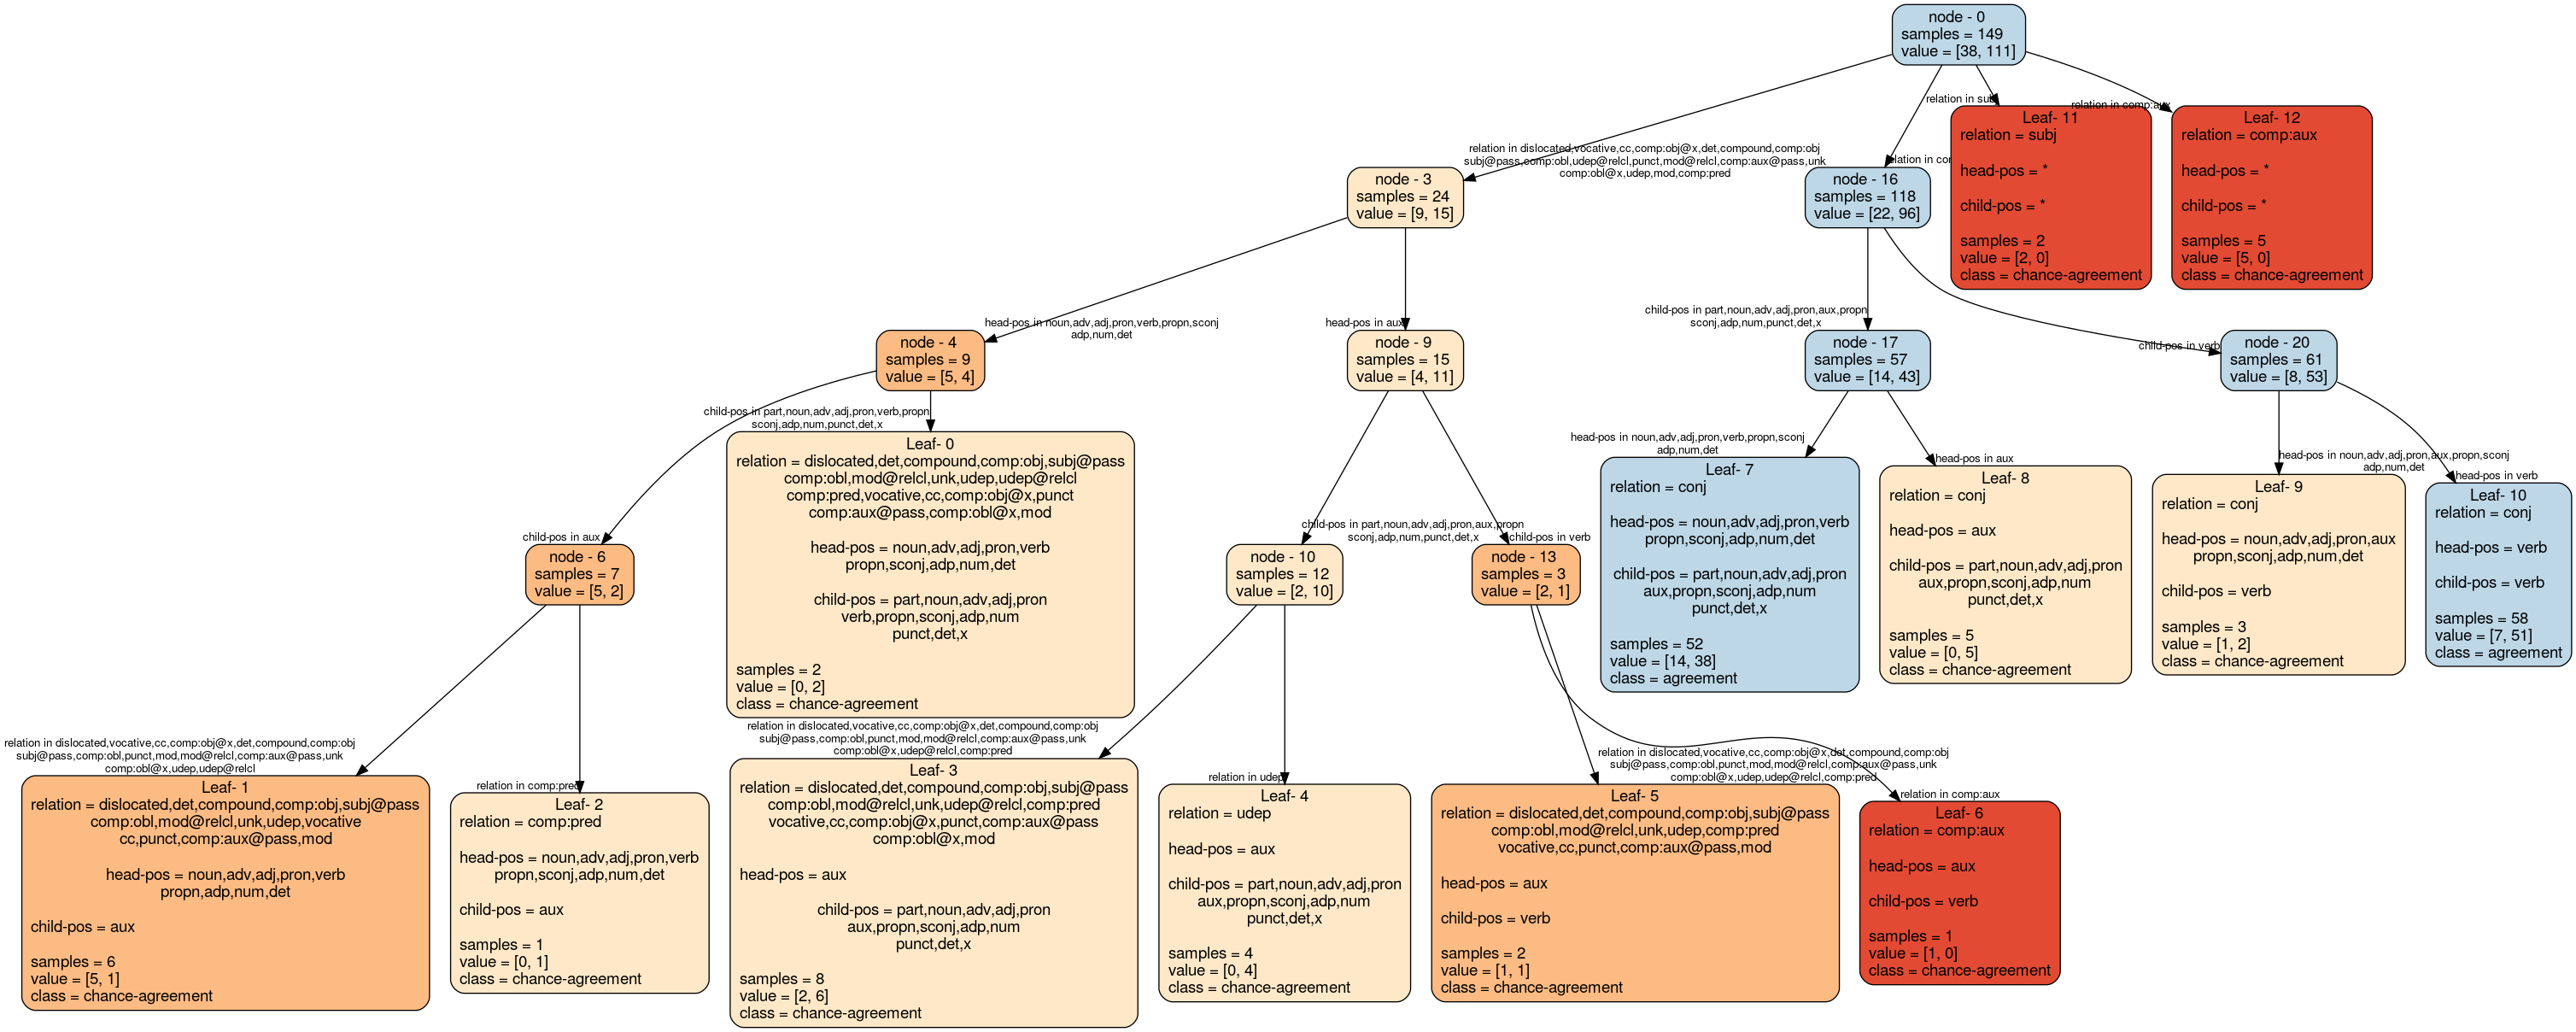 node - 0
samples = 149
value = [38, 111]
relation in subj
relation in comp:aux
Leaf- 11
relation = subj
head-pos = *
child-pos = *
samples = 2
value = [2, 0]
class = chance-agreement
Leaf- 12
relation = comp:aux
head-pos = *
child-pos = *
samples = 5
value = [5, 0]
class = chance-agreement
relation in dislocated,vocative,cc,comp:obj@x,det,compound,comp:obj
subj@pass,comp:obl,udep@relcl,punct,mod@relcl,comp:aux@pass,unk
comp:obl@x,udep,mod,comp:pred
relation in
node - 3
samples = 24
value = [9, 15]
node - 16
samples = 118
value = [22, 96]
head-pos in noun,adv,adj,pron,verb,propn,sconj
adp,num,det
head-pos in aux
child-pos in part,noun,adv,adj,pron,aux,propn
sconj,adp,num,punct,det,x
child-pos in verb
node - 4
samples = 9
value = [5, 4]
node - 9
samples = 15
value = [4, 11]
node - 17
samples = 57
value = [14, 43]
node - 20
samples = 61
value = [8, 53]
child-pos in part,noun,adv,adj,pron,verb,propn
sconj,adp,num,punct,det,x
head-pos in noun,adv,adj,pron,verb,propn,sconj
adp,num,det
head-pos in aux
head-pos in noun,adv,adj,pron,aux,propn,sconj
adp,num,det
head-pos in verb
Leaf- 0
relation = dislocated,det,compound,comp:obj,subj@pass
comp:obl,mod@relcl,unk,udep,udep@relcl
comp:pred,vocative,cc,comp:obj@x,punct
comp:aux@pass,comp:obl@x,mod
head-pos = noun,adv,adj,pron,verb
propn,sconj,adp,num,det
child-pos = part,noun,adv,adj,pron
verb,propn,sconj,adp,num
punct,det,x
samples = 2
value = [0, 2]
class = chance-agreement
Leaf- 7
relation = conj
head-pos = noun,adv,adj,pron,verb
propn,sconj,adp,num,det
child-pos = part,noun,adv,adj,pron
aux,propn,sconj,adp,num
punct,det,x
samples = 52
value = [14, 38]
class = agreement
Leaf- 8
relation = conj
head-pos = aux
child-pos = part,noun,adv,adj,pron
aux,propn,sconj,adp,num
punct,det,x
samples = 5
value = [0, 5]
class = chance-agreement
Leaf- 9
relation = conj
head-pos = noun,adv,adj,pron,aux
propn,sconj,adp,num,det
child-pos = verb
samples = 3
value = [1, 2]
class = chance-agreement
Leaf- 10
relation = conj
head-pos = verb
child-pos = verb
samples = 58
value = [7, 51]
class = agreement
child-pos in aux
child-pos in part,noun,adv,adj,pron,aux,propn
sconj,adp,num,punct,det,x
child-pos in verb
node - 6
samples = 7
value = [5, 2]
node - 10
samples = 12
value = [2, 10]
node - 13
samples = 3
value = [2, 1]
relation in dislocated,vocative,cc,comp:obj@x,det,compound,comp:obj
subj@pass,comp:obl,punct,mod,mod@relcl,comp:aux@pass,unk
comp:obl@x,udep,udep@relcl
relation in comp:pred
relation in dislocated,vocative,cc,comp:obj@x,det,compound,comp:obj
subj@pass,comp:obl,punct,mod,mod@relcl,comp:aux@pass,unk
comp:obl@x,udep@relcl,comp:pred
relation in udep
relation in dislocated,vocative,cc,comp:obj@x,det,compound,comp:obj
subj@pass,comp:obl,punct,mod,mod@relcl,comp:aux@pass,unk
comp:obl@x,udep,udep@relcl,comp:pred
relation in comp:aux
Leaf- 1
relation = dislocated,det,compound,comp:obj,subj@pass
comp:obl,mod@relcl,unk,udep,vocative
cc,punct,comp:aux@pass,mod
head-pos = noun,adv,adj,pron,verb
propn,adp,num,det
child-pos = aux
samples = 6
value = [5, 1]
class = chance-agreement
Leaf- 2
relation = comp:pred
head-pos = noun,adv,adj,pron,verb
propn,sconj,adp,num,det
child-pos = aux
samples = 1
value = [0, 1]
class = chance-agreement
Leaf- 3
relation = dislocated,det,compound,comp:obj,subj@pass
comp:obl,mod@relcl,unk,udep@relcl,comp:pred
vocative,cc,comp:obj@x,punct,comp:aux@pass
comp:obl@x,mod
head-pos = aux
child-pos = part,noun,adv,adj,pron
aux,propn,sconj,adp,num
punct,det,x
samples = 8
value = [2, 6]
class = chance-agreement
Leaf- 4
relation = udep
head-pos = aux
child-pos = part,noun,adv,adj,pron
aux,propn,sconj,adp,num
punct,det,x
samples = 4
value = [0, 4]
class = chance-agreement
Leaf- 5
relation = dislocated,det,compound,comp:obj,subj@pass
comp:obl,mod@relcl,unk,udep,comp:pred
vocative,cc,punct,comp:aux@pass,mod
head-pos = aux
child-pos = verb
samples = 2
value = [1, 1]
class = chance-agreement
Leaf- 6
relation = comp:aux
head-pos = aux
child-pos = verb
samples = 1
value = [1, 0]
class = chance-agreement